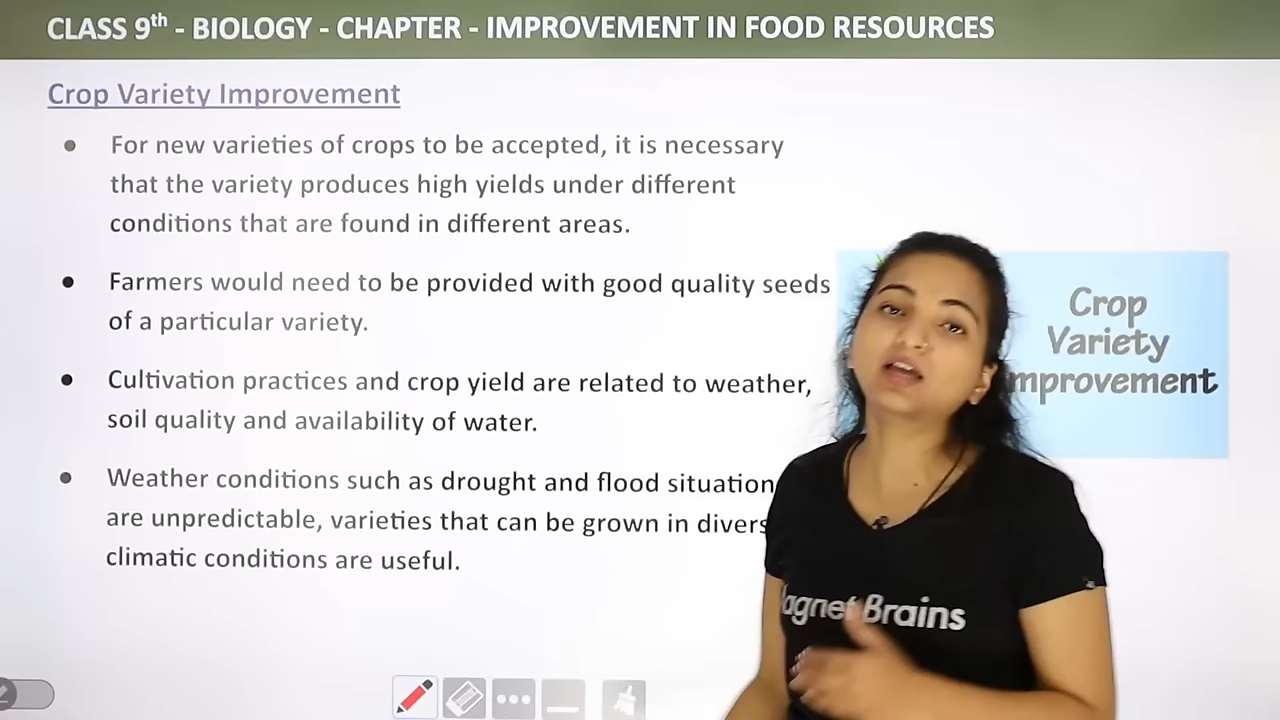 CLASS 9th - BIOLOGY - CHAPTER - IMPROVEMENT IN FOOD RESOURCES
Crop Variety Improvement
● For new varieties of crops to be accepted, it is necessary
that the variety produces high yields under different
conditions that are found in different areas.
● Farmers would need to be provided with good quality seeds
of a particular variety.
● Cultivation practices and crop yield are related to weather,
soil quality and availability of water.
● Weather conditions such as drought and flood situation
are unpredictable, varieties that can be grown in divers
climatic conditions are useful.
Crop
Variety
mprovement
agnet Brains